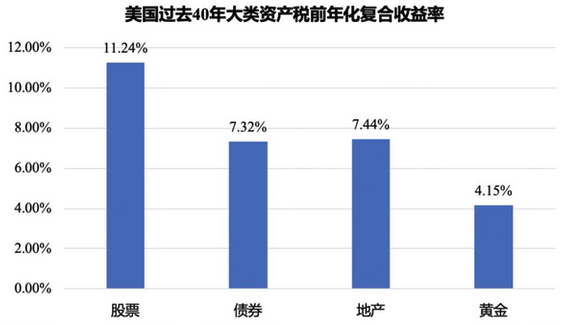 美国过去40年大类资产税前年化复合收益率
12.00%
10.00%
8.00%
6.00%
4.00%
2.00%
0.00%
11.24%
7.32%
7.44%
4.15%
股票
债券
地产
黄金